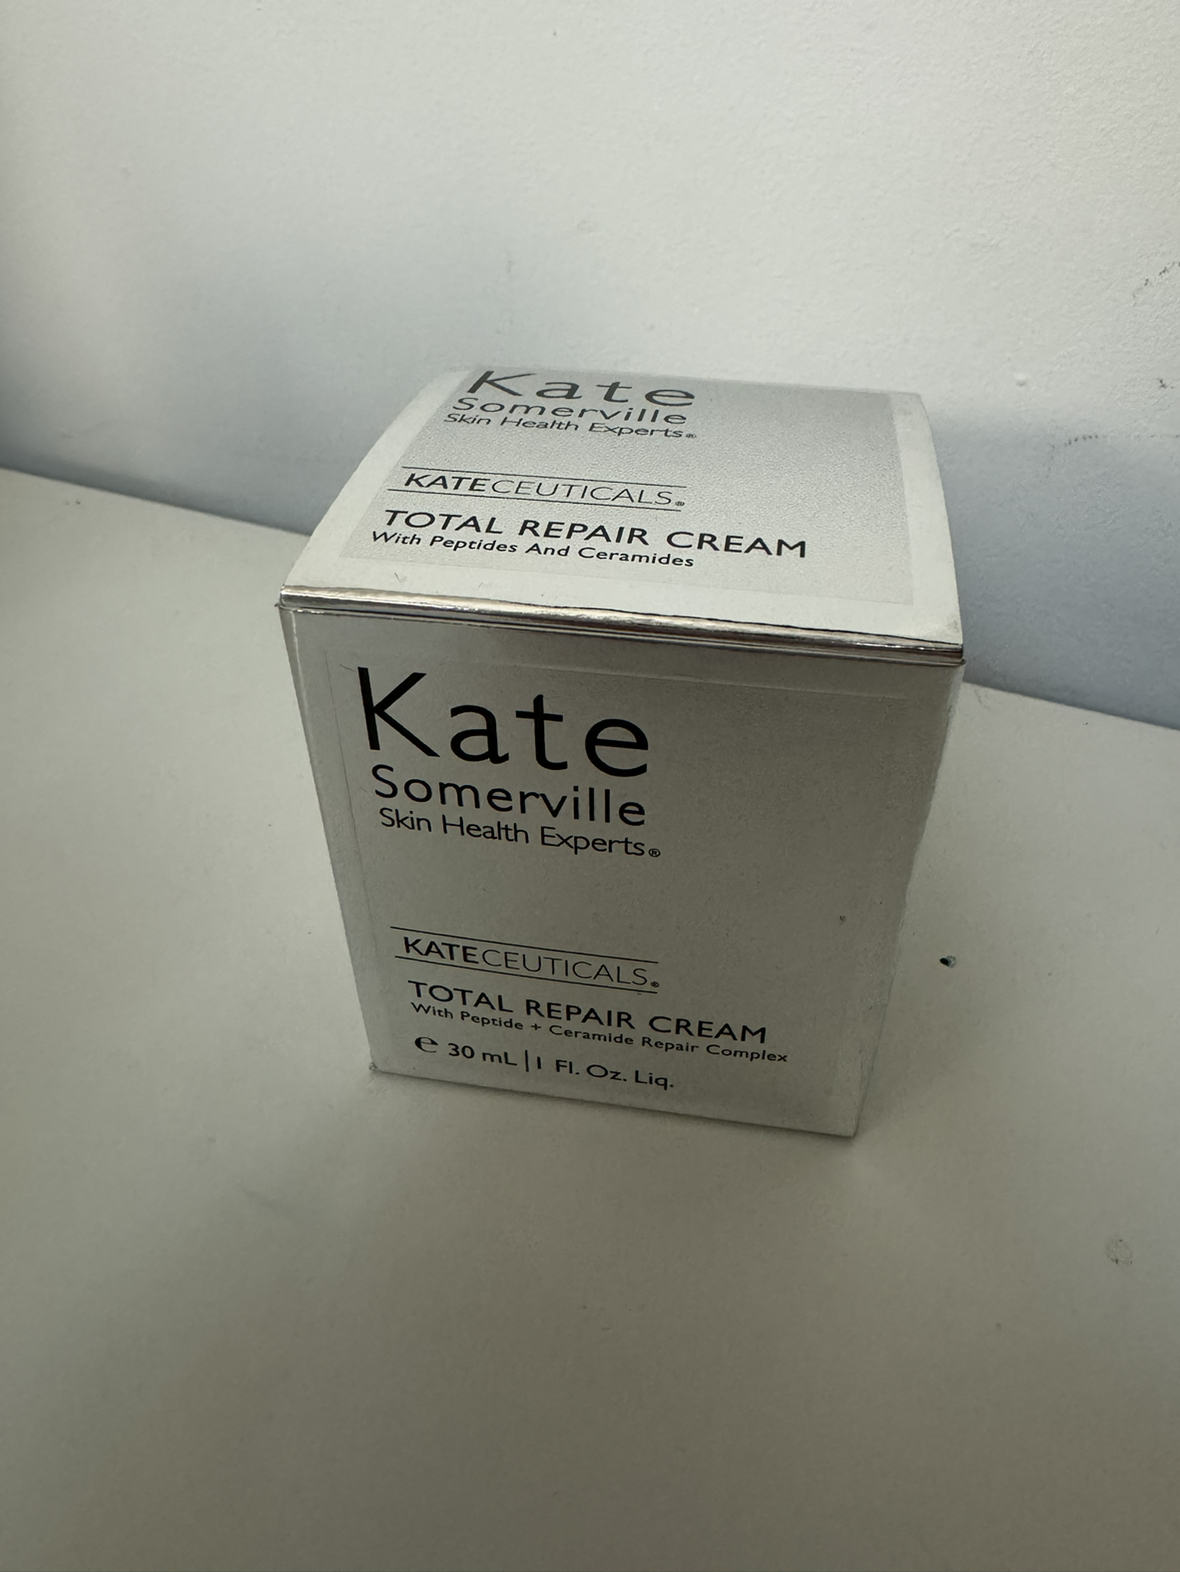 Kate
Somerville
Skin Health Experts®
KATECEUTICALS®
TOTAL REPAIR CREAM
With Peptides And Ceramides
Kate
Somerville
Skin Health Experts®
KATECEUTICALS®
TOTAL REPAIR CREAM
With Peptide + Ceramide Repair Complex
℮ 30 mL | 1 Fl. Oz. Liq.